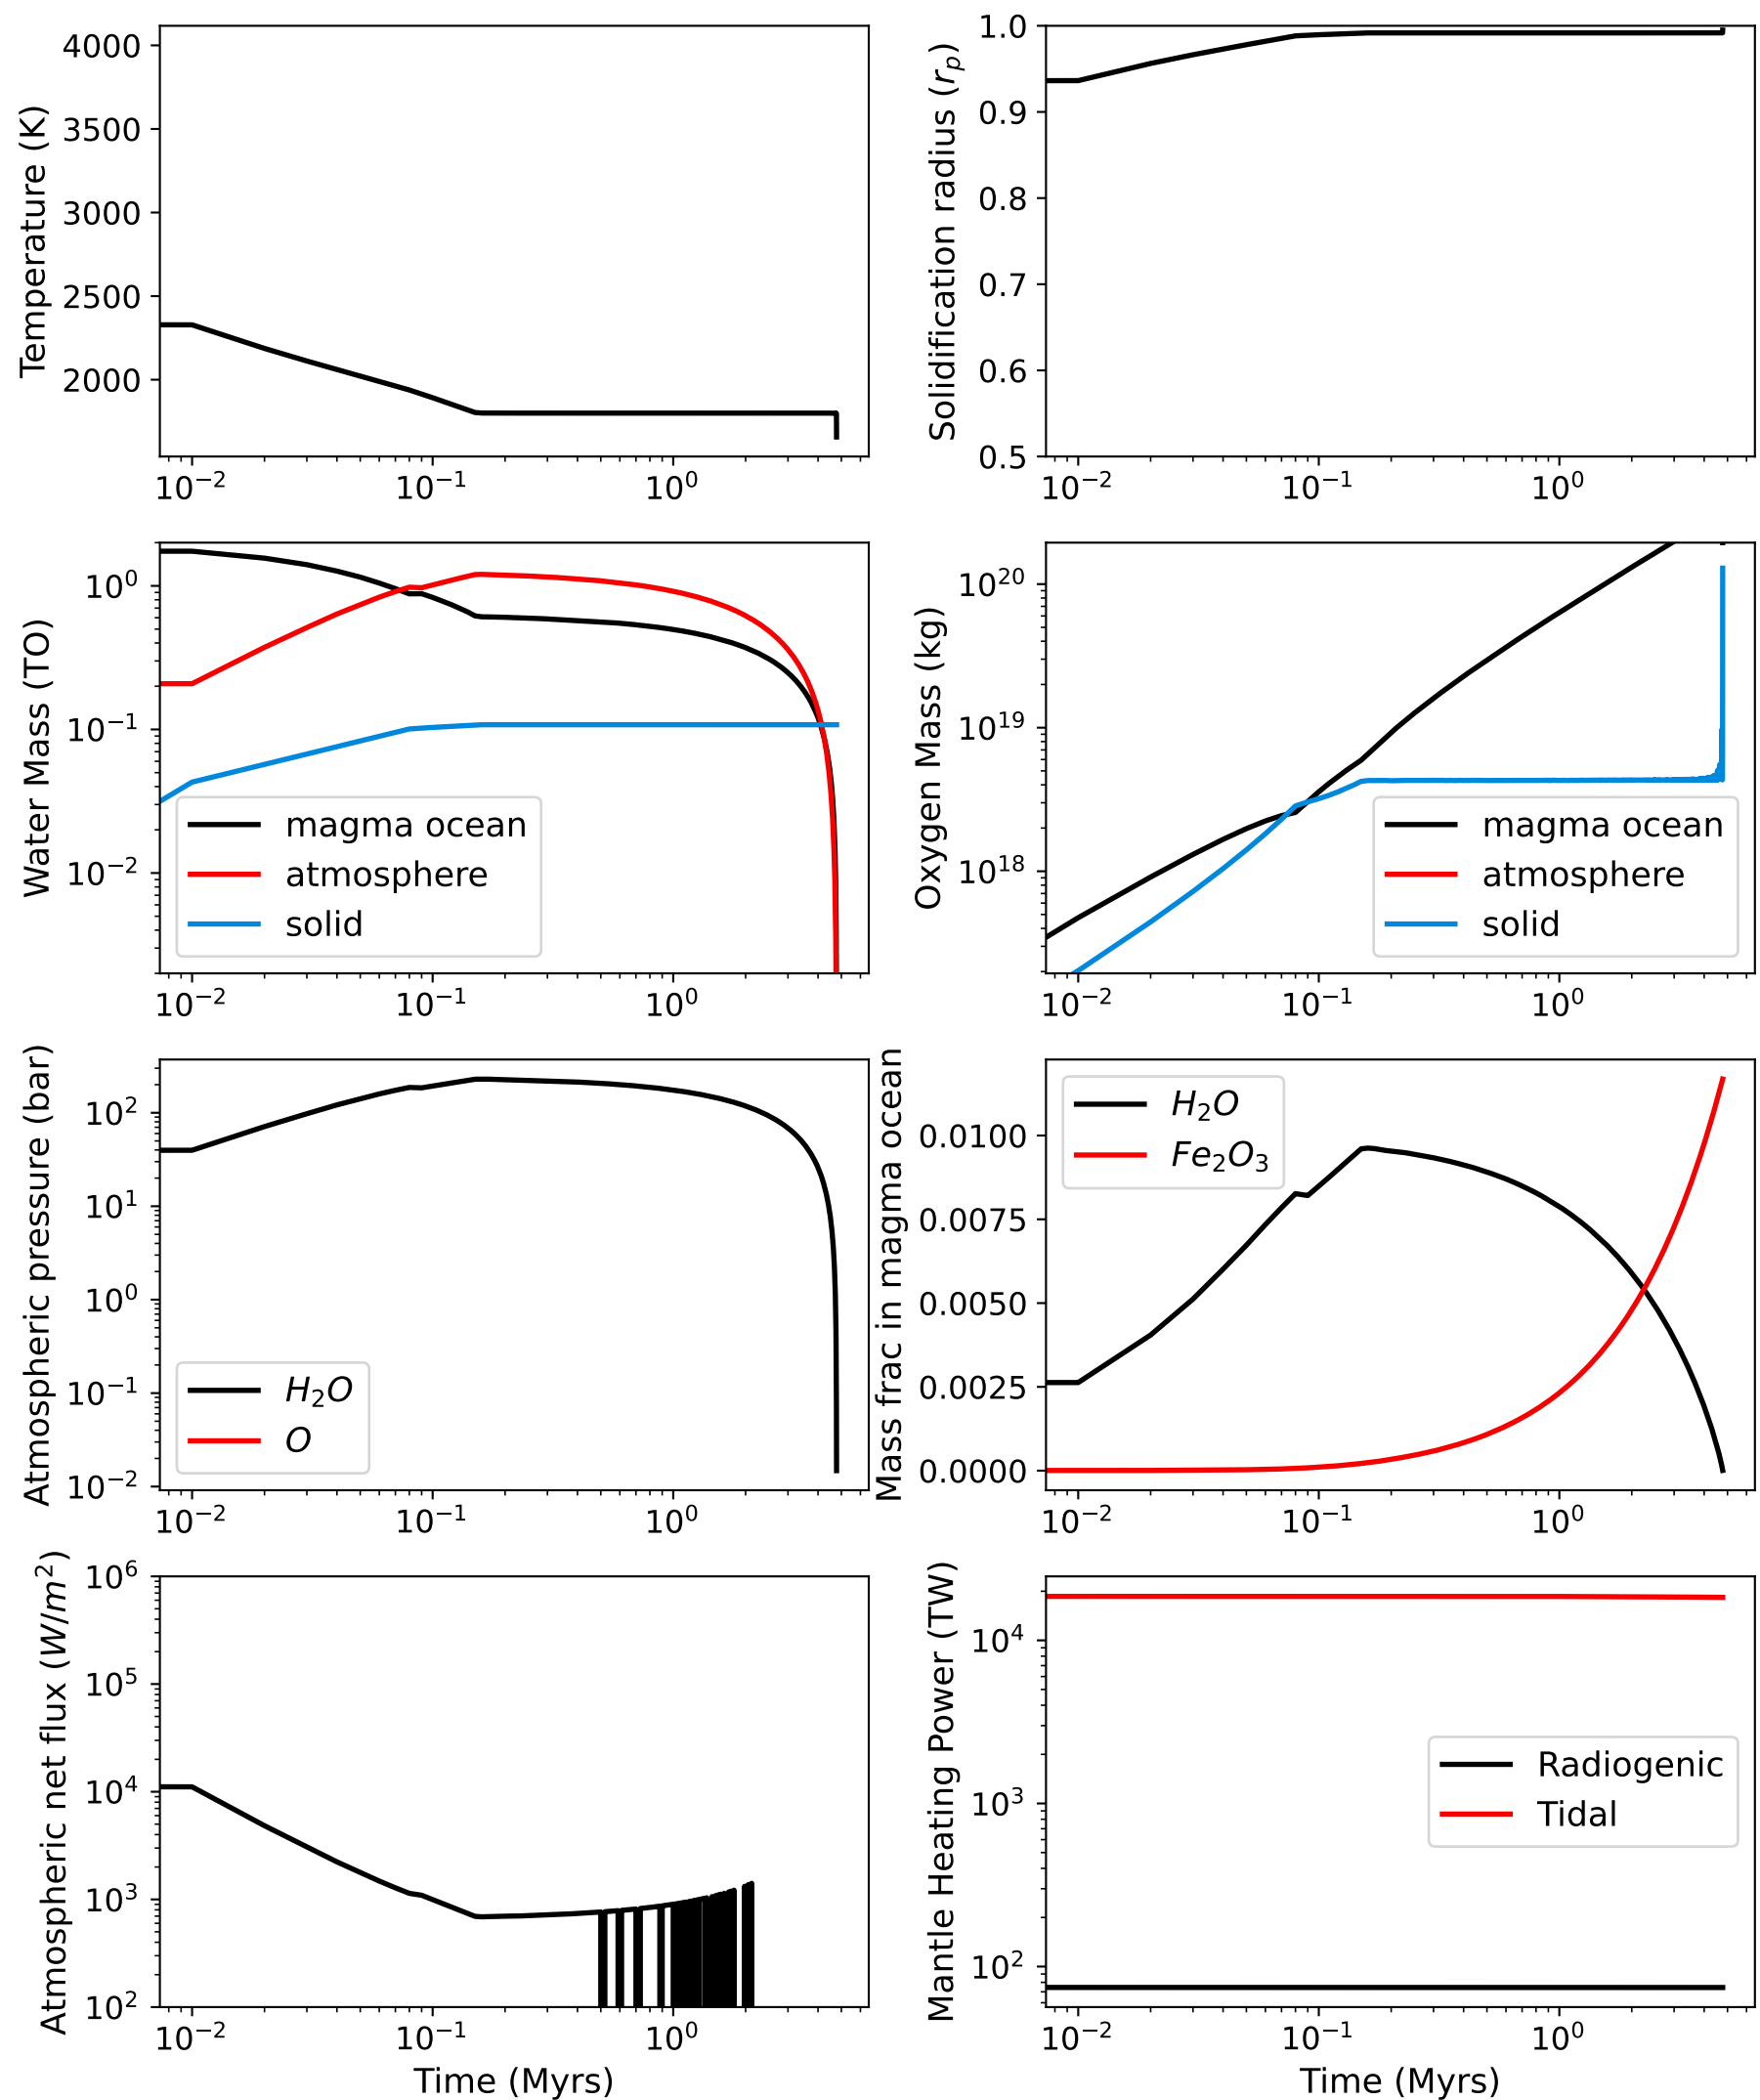 Temperature (K)
4000
3500
3000
2500
2000
10⁻² 10⁻¹ 10⁰
Solidification radius (rₚ)
1.0
0.9
0.8
0.7
0.6
0.5
10⁻² 10⁻¹ 10⁰
Water Mass (TO)
10⁰
10⁻¹
10⁻²
magma ocean
atmosphere
solid
10⁻² 10⁻¹ 10⁰
Oxygen Mass (kg)
10²⁰
10¹⁹
10¹⁸
magma ocean
atmosphere
solid
10⁻² 10⁻¹ 10⁰
Atmospheric pressure (bar)
10²
10¹
10⁰
10⁻¹
10⁻²
H₂O
O
10⁻² 10⁻¹ 10⁰
Mass frac in magma ocean
H₂O
Fe₂O₃
0.0100
0.0075
0.0050
0.0025
0.0000
10⁻² 10⁻¹ 10⁰
Atmospheric net flux (W/m²)
10⁶
10⁵
10⁴
10³
10²
10⁻² 10⁻¹ 10⁰
Time (Myrs)
Mantle Heating Power (TW)
10⁴
10³
10²
Radiogenic
Tidal
10⁻² 10⁻¹ 10⁰
Time (Myrs)